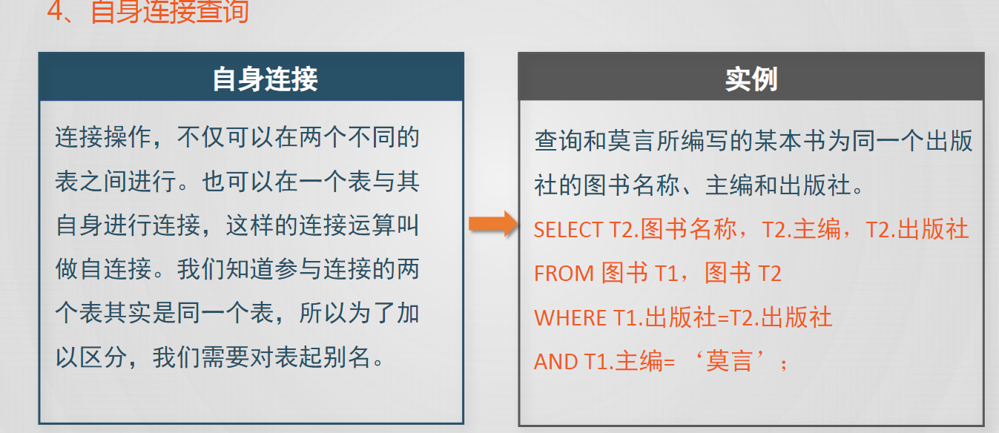 4、自身连接查询
自身连接
连接操作，不仅可以在两个不同的
表之间进行。也可以在一个表与其
自身进行连接，这样的连接运算叫
做自连接。我们知道参与连接的两
个表其实是同一个表，所以为了加
以区分，我们需要对表起别名。
实例
查询和莫言所编写的某本书为同一个出版
社的图书名称、主编和出版社。
SELECT T2.图书名称，T2.主编，T2.出版社
FROM 图书 T1，图书 T2
WHERE T1.出版社=T2.出版社
AND T1.主编= ‘莫言’；